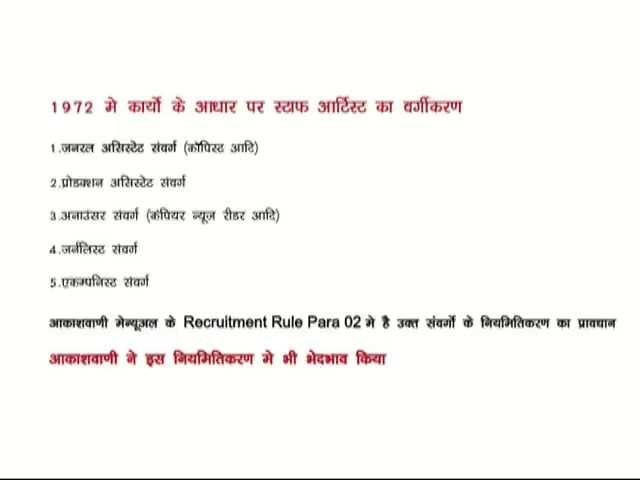 1972 मे कार्यो के आधार पर स्टाफ आर्टिस्ट का वर्गीकरण
1.जनरल असिस्टेट संवर्ग (कॉपिस्ट आदि)
2.प्रोडक्शन असिस्टेट संवर्ग
3.अनाउंसर संवर्ग (कंपियर न्यूज रीडर आदि)
4.जर्नलिस्ट संवर्ग
5.एकम्पनिस्ट संवर्ग
आकाशवाणी मेन्यूअल के Recruitment Rule Para 02 मे है उक्त संवर्गो के नियमितिकरण का प्रावधान
आकाशवाणी ने इस नियमितिकरण मे भी भेदभाव किया